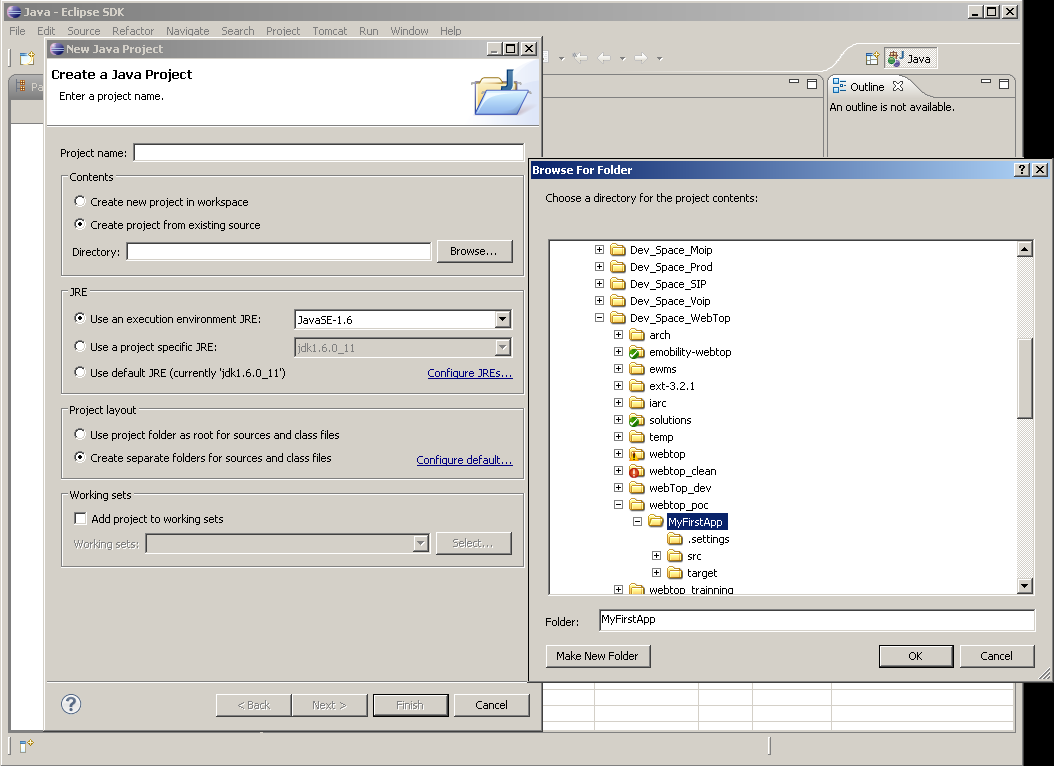 Java - Eclipse SDK
File Edit Source Refactor Navigate Search Project Tomcat Run Window Help
New Java Project
Create a Java Project
Enter a project name.
Project name:
Contents
Create new project in workspace
Create project from existing source
Directory: Browse...
JRE
Use an execution environment JRE: JavaSE-1.6
Use a project specific JRE: jdk1.6.0_11
Use default JRE (currently 'jdk1.6.0_11') Configure JREs...
Project layout
Use project folder as root for sources and class files
Create separate folders for sources and class files Configure default...
Working sets
Add project to working sets
Working sets: Select...
< Back Next > Finish Cancel
Java
Outline
An outline is not available.
Browse For Folder
Choose a directory for the project contents:
Dev_Space_Moip
Dev_Space_Prod
Dev_Space_SIP
Dev_Space_Voip
Dev_Space_WebTop
arch
emobility-webtop
ewms
ext-3.2.1
iarc
solutions
temp
webtop
webtop_clean
webTop_dev
webtop_poc
MyFirstApp
.settings
src
target
webtop_trainning
Folder: MyFirstApp
Make New Folder OK Cancel